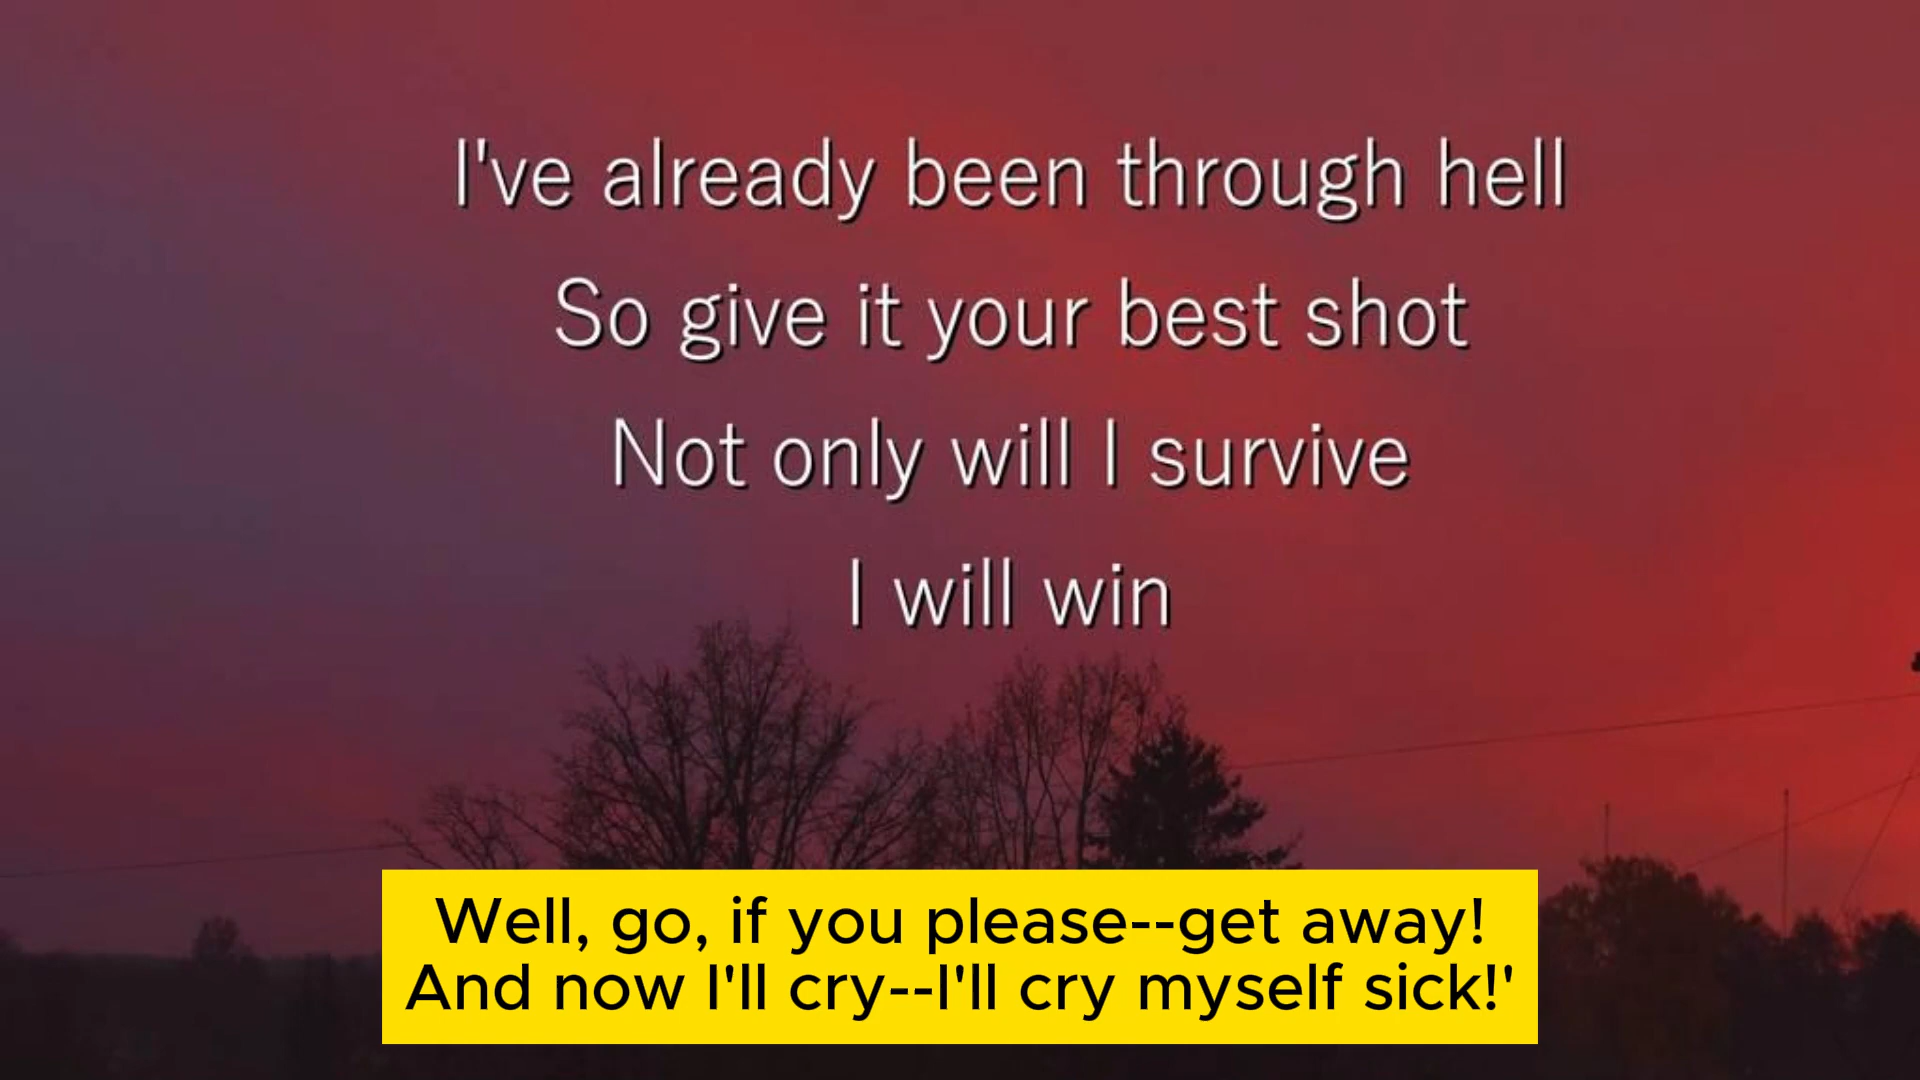 I've already been through hell
So give it your best shot
Not only will I survive
I will win
Well, go, if you please--get away!
And now I'll cry--I'll cry myself sick!'